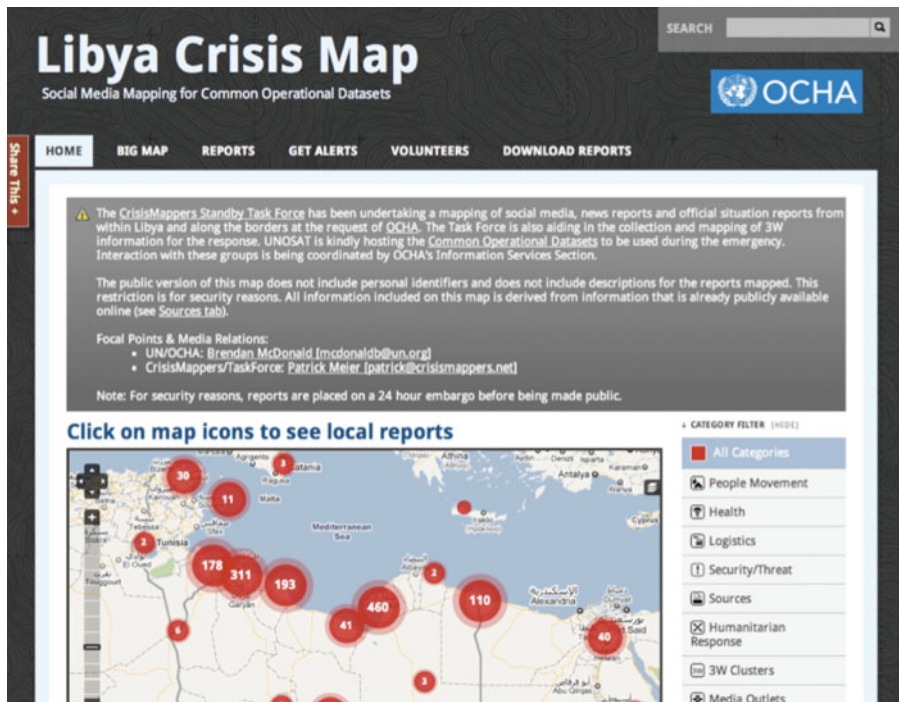 SEARCH
Libya Crisis Map
Social Media Mapping for Common Operational Datasets
OCHA
Share This +
HOME
BIG MAP
REPORTS
GET ALERTS
VOLUNTEERS
DOWNLOAD REPORTS
The CrisisMappers Standby Task Force has been undertaking a mapping of social media, news reports and official situation reports from
within Libya and along the borders at the request of OCHA. The Task Force is also aiding in the collection and mapping of 3W
information for the response. UNOSAT is kindly hosting the Common Operational Datasets to be used during the emergency.
Interaction with these groups is being coordinated by OCHA's Information Services Section.
The public version of this map does not include personal identifiers and does not include descriptions for the reports mapped. This
restriction is for security reasons. All information included on this map is derived from information that is already publicly available
online (see Sources tab).
Focal Points & Media Relations:
• UN/OCHA: Brendan McDonald [mcdonaldb@un.org]
• CrisisMappers/TaskForce: Patrick Meier [patrick@crisismappers.net]
Note: For security reasons, reports are placed on a 24 hour embargo before being made public.
Click on map icons to see local reports
↓ CATEGORY FILTER [HIDE]
All Categories
People Movement
Health
Logistics
Security/Threat
Sources
Humanitarian
Response
3W Clusters
Media Outlets
Agrigento
Ragusa
Malta
Athina
Antalya
Mediterranean
Sea
Tunisia
El Oued
Touggourt
Garyan
الإسكندرية
Alexandria
Abu Qirqas
30
3
11
2
178
311
193
2
460
41
110
40
6
3